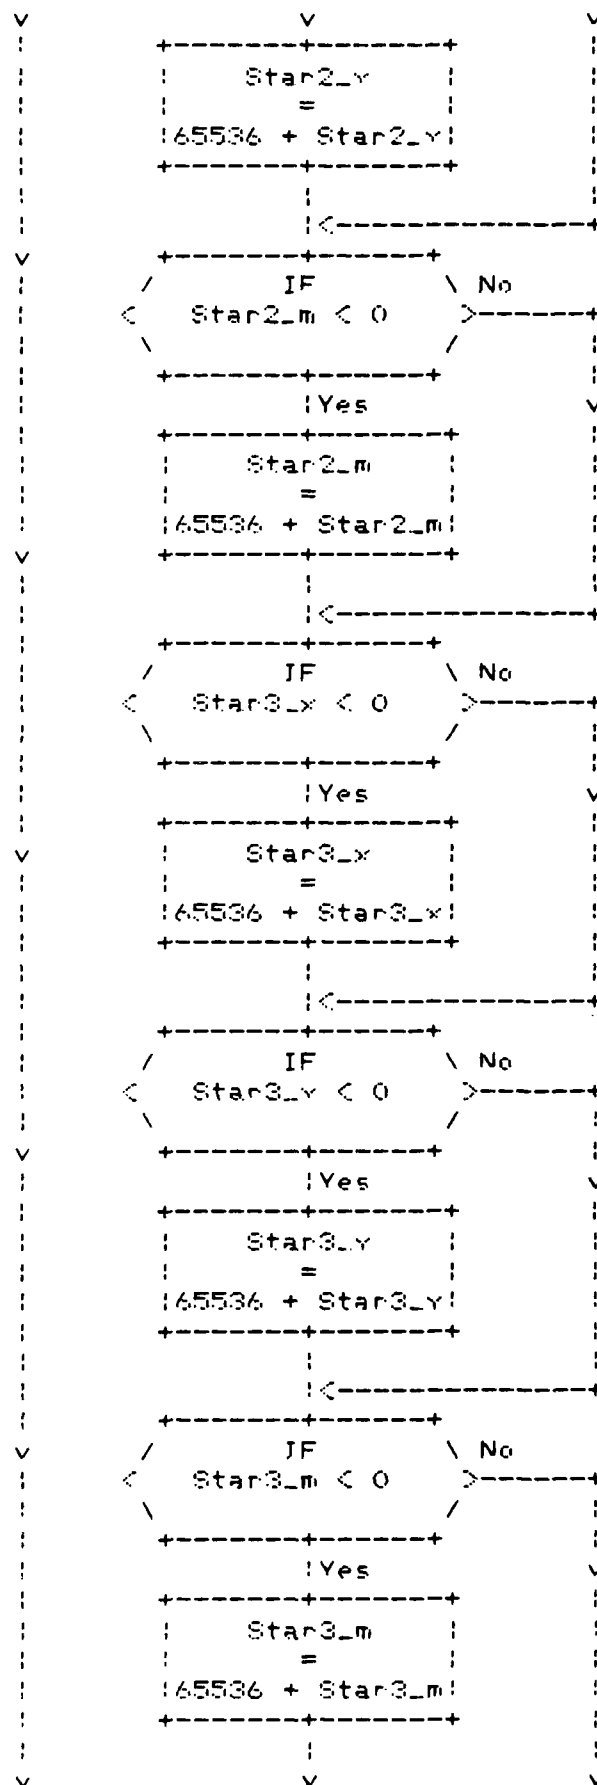 Star2_y
=
65536 + Star2_y
IF
No
Star2_m < 0
Yes
Star2_m
=
65536 + Star2_m
IF
No
Star3_x < 0
Yes
Star3_x
=
65536 + Star3_x
IF
No
Star3_y < 0
Yes
Star3_y
=
65536 + Star3_y
IF
No
Star3_m < 0
Yes
Star3_m
=
65536 + Star3_m